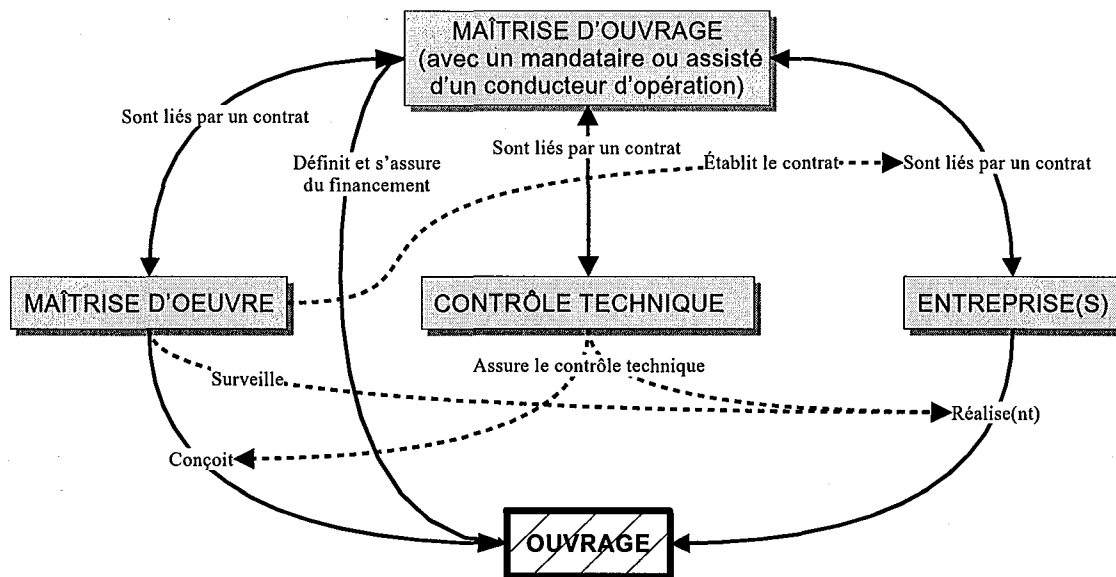 MAÎTRISE D'OUVRAGE
(avec un mandataire ou assisté
d'un conducteur d'opération)
Sont liés par un contrat
Définit et s'assure
du financement
Sont liés par un contrat
Établit le contrat
Sont liés par un contrat
MAÎTRISE D'OEUVRE
CONTRÔLE TECHNIQUE
ENTREPRISE(S)
Surveille
Assure le contrôle technique
Réalise(nt)
Conçoit
OUVRAGE